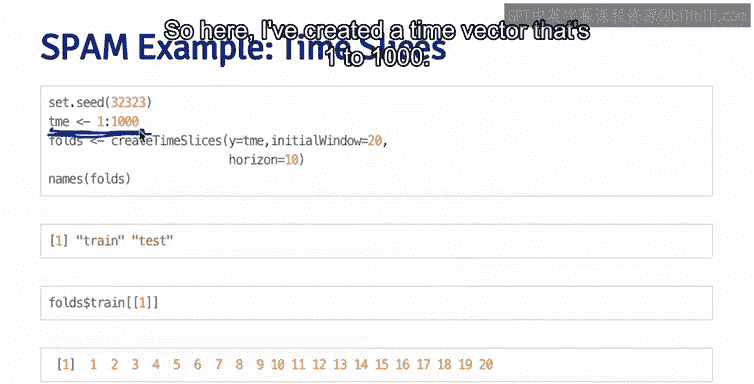 So here, I've created a time vector that's
1 to 1000.
SPAM Example: Time Slices
set.seed(32323)
tme <- 1:1000
folds <- createTimeSlices(y=tme,initialWindow=20,
horizon=10)
names(folds)
[1] "train" "test"
folds$train[[1]]
[1] 1 2 3 4 5 6 7 8 9 10 11 12 13 14 15 16 17 18 19 20